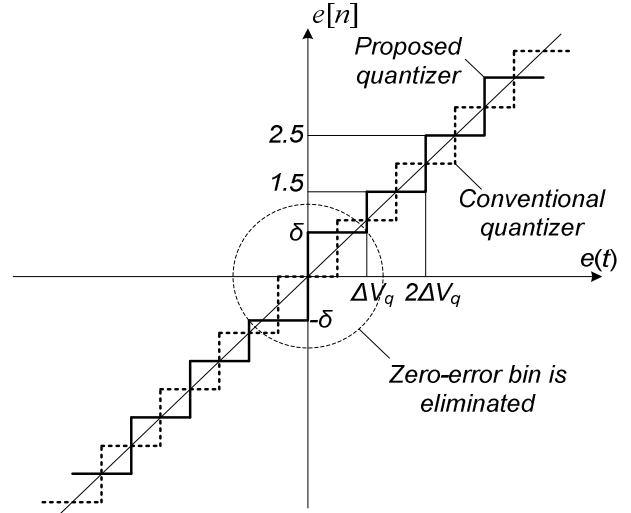 e[n]
Proposed
quantizer
2.5
1.5
Conventional
quantizer
δ
e(t)
ΔVq 2ΔVq
-δ
Zero-error bin is
eliminated